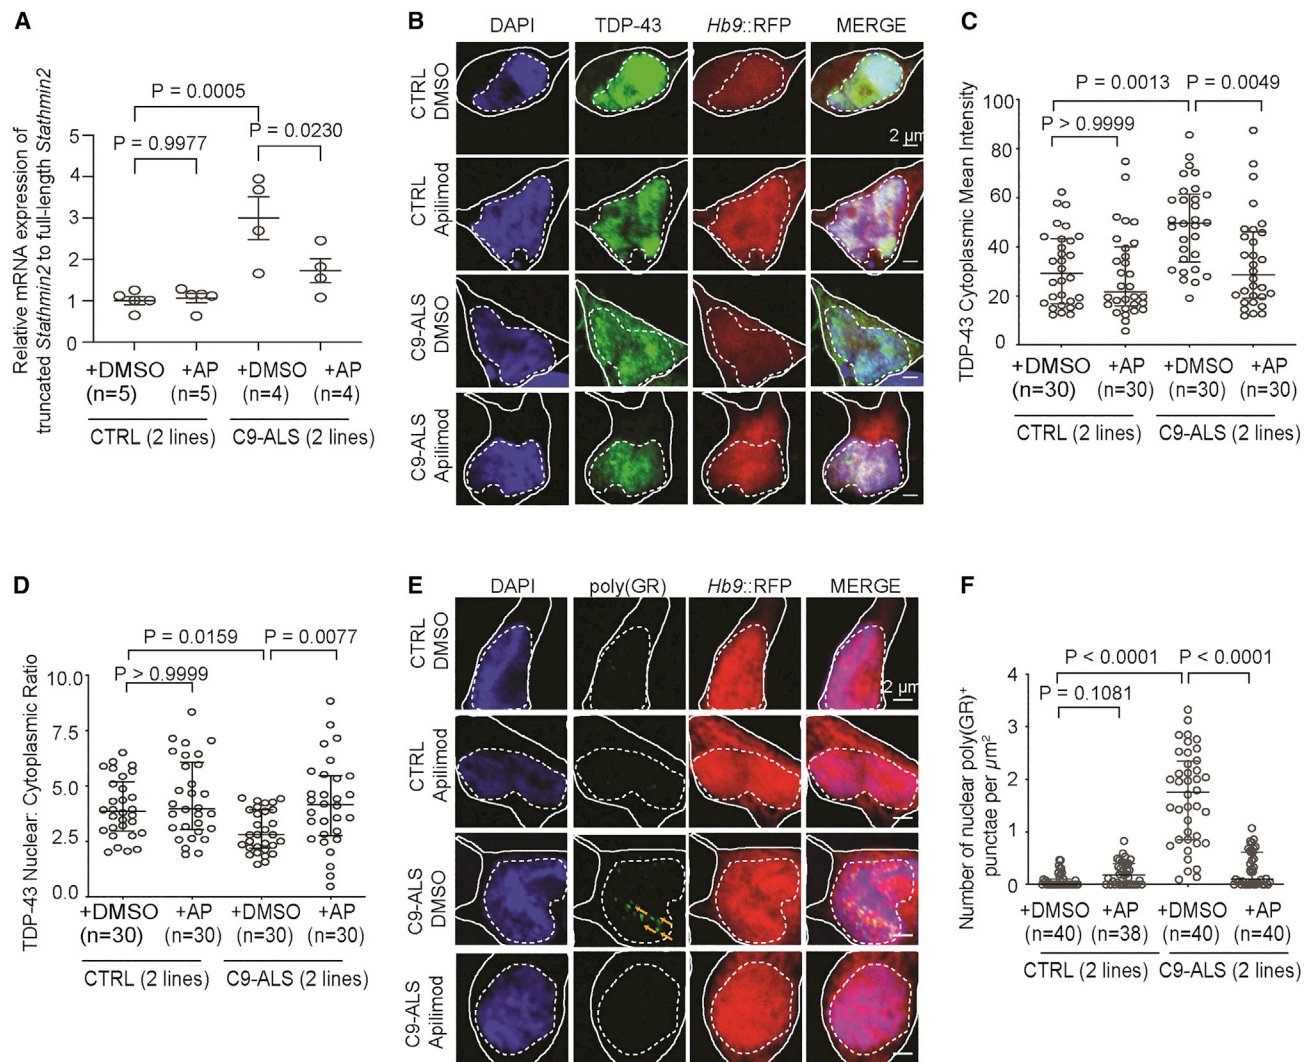 A
Relative mRNA expression of
truncated Stathmin2 to full-length Stathmin2
P = 0.0005
P = 0.0230
P = 0.9977
5
4
3
2
1
0
+DMSO +AP +DMSO +AP
(n=5) (n=5) (n=4) (n=4)
CTRL (2 lines) C9-ALS (2 lines)
B
DAPI TDP-43 Hb9::RFP MERGE
CTRL
DMSO
2 µm
CTRL
Apilimod
C9-ALS
DMSO
C9-ALS
Apilimod
C
TDP-43 Cytoplasmic Mean Intensity
P = 0.0013 P = 0.0049
P > 0.9999
100
80
60
40
20
0
+DMSO +AP +DMSO +AP
(n=30) (n=30) (n=30) (n=30)
CTRL (2 lines) C9-ALS (2 lines)
D
TDP-43 Nuclear: Cytoplasmic Ratio
P = 0.0159 P = 0.0077
P > 0.9999
10.0
7.5
5.0
2.5
0.0
+DMSO +AP +DMSO +AP
(n=30) (n=30) (n=30) (n=30)
CTRL (2 lines) C9-ALS (2 lines)
E
DAPI poly(GR) Hb9::RFP MERGE
CTRL
DMSO
2 µm
CTRL
Apilimod
C9-ALS
DMSO
C9-ALS
Apilimod
F
Number of nuclear poly(GR)⁺
punctae per µm²
P < 0.0001 P < 0.0001
P = 0.1081
4
3
2
1
0
+DMSO +AP +DMSO +AP
(n=40) (n=38) (n=40) (n=40)
CTRL (2 lines) C9-ALS (2 lines)